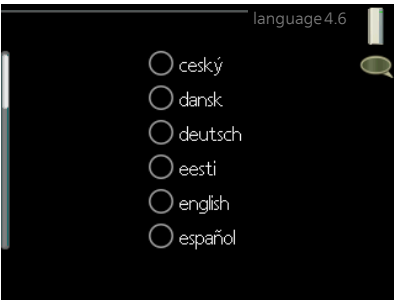 language 4.6
ceský
dansk
deutsch
eesti
english
español